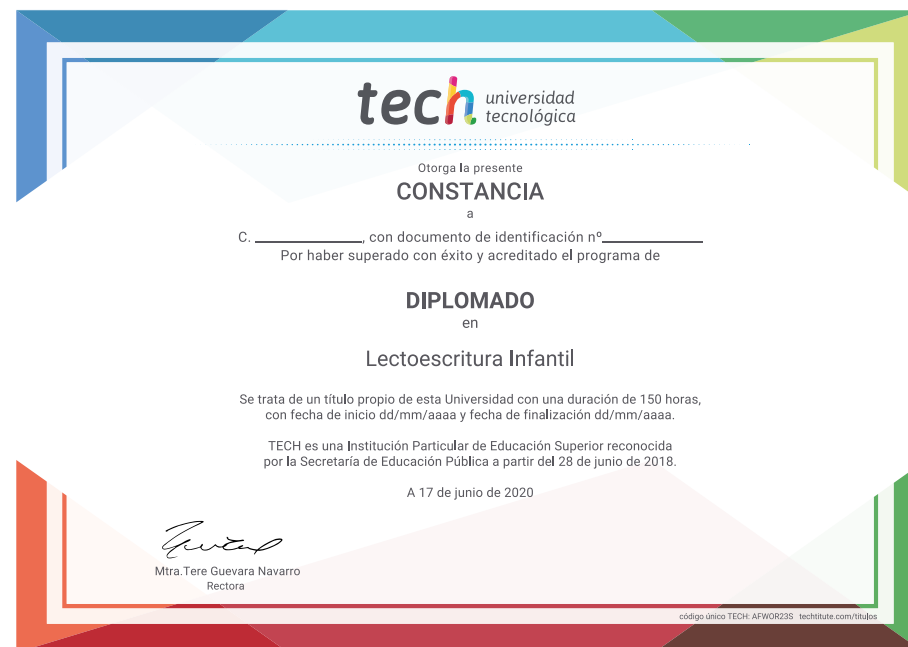 tech universidad
tecnológica
Otorga la presente
CONSTANCIA
a
C. ____________, con documento de identificación nº____________
Por haber superado con éxito y acreditado el programa de
DIPLOMADO
en
Lectoescritura Infantil
Se trata de un título propio de esta Universidad con una duración de 150 horas,
con fecha de inicio dd/mm/aaaa y fecha de finalización dd/mm/aaaa.
TECH es una Institución Particular de Educación Superior reconocida
por la Secretaría de Educación Pública a partir del 28 de junio de 2018.
A 17 de junio de 2020
Mtra.Tere Guevara Navarro
Rectora
código único TECH: AFWOR23S techtitute.com/titulos